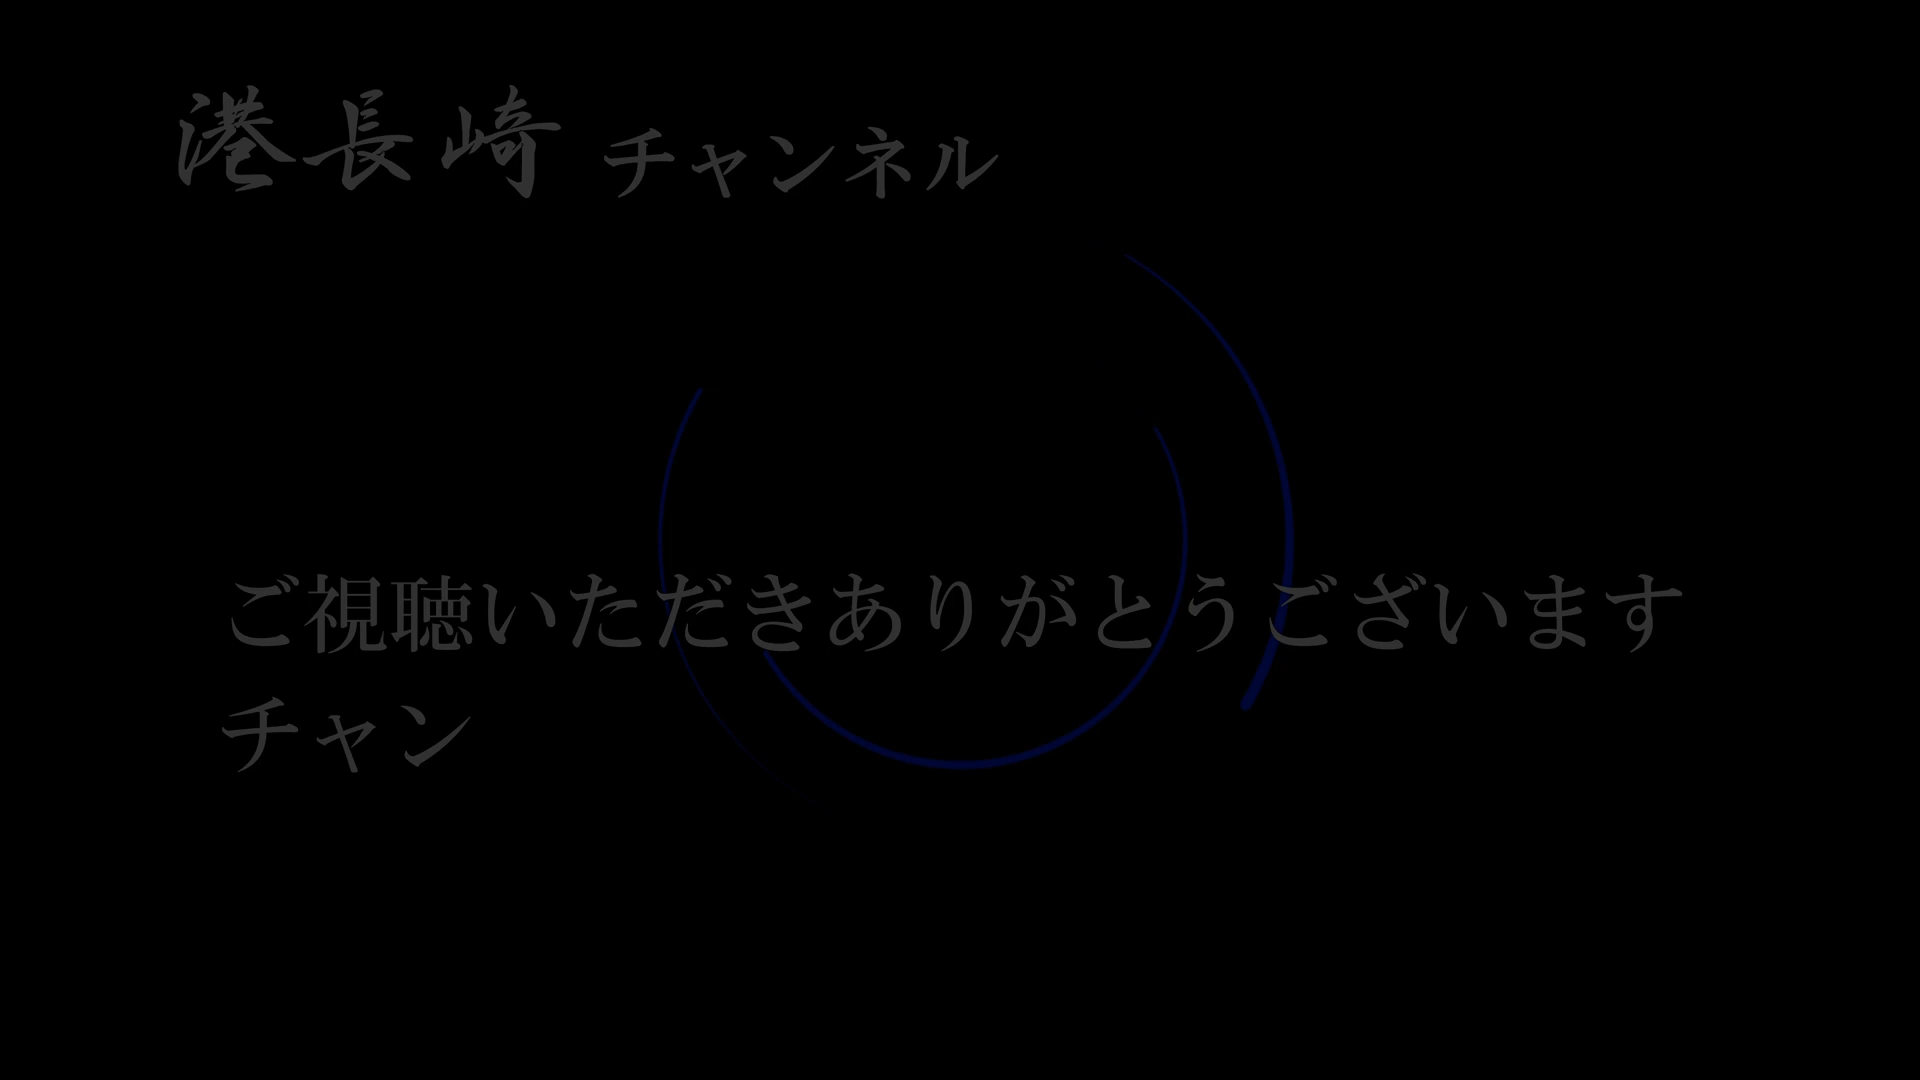 港長崎 チャンネル
ご視聴いただきありがとうございます
チャン